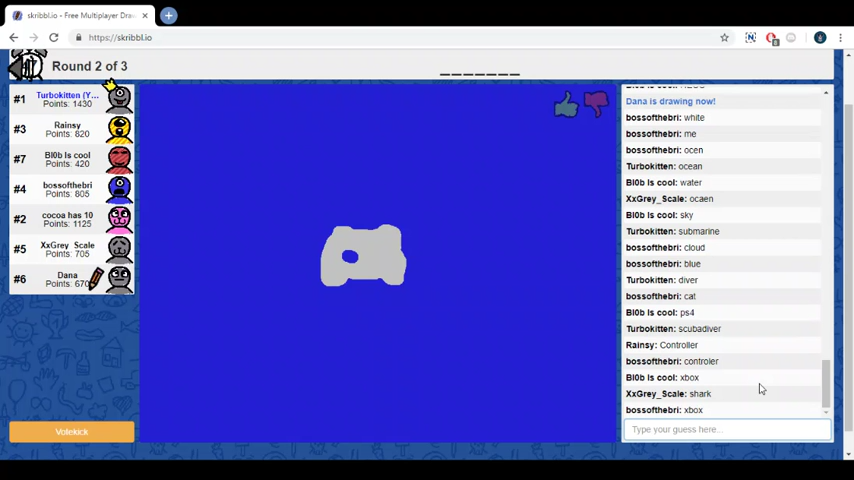 skribbl.io - Free Multiplayer Draw
https://skribbl.io
Round 2 of 3
_______
#1
Turbokitten (Y...
Points: 1430
#3
Rainsy
Points: 820
#7
Bl0b Is cool
Points: 420
#4
bossofthebri
Points: 805
#2
cocoa has 10
Points: 1125
#5
XxGrey_Scale
Points: 705
#6
Dana
Points: 670
Votekick
Dana is drawing now!
bossofthebri: white
bossofthebri: me
bossofthebri: ocen
Turbokitten: ocean
Bl0b Is cool: water
XxGrey_Scale: ocaen
Bl0b Is cool: sky
Turbokitten: submarine
bossofthebri: cloud
bossofthebri: blue
Turbokitten: diver
bossofthebri: cat
Bl0b Is cool: ps4
Turbokitten: scubadiver
Rainsy: Controller
bossofthebri: controler
Bl0b Is cool: xbox
XxGrey_Scale: shark
bossofthebri: xbox
Type your guess here...